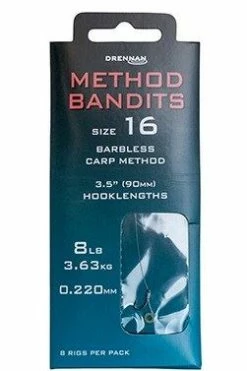 DRENNAN
METHOD
BANDITS
SIZE 16
BARBLESS
CARP METHOD
3.5" (90MM)
HOOKLENGTHS
8LB
3.63KG
0.220MM
8 RIGS PER PACK